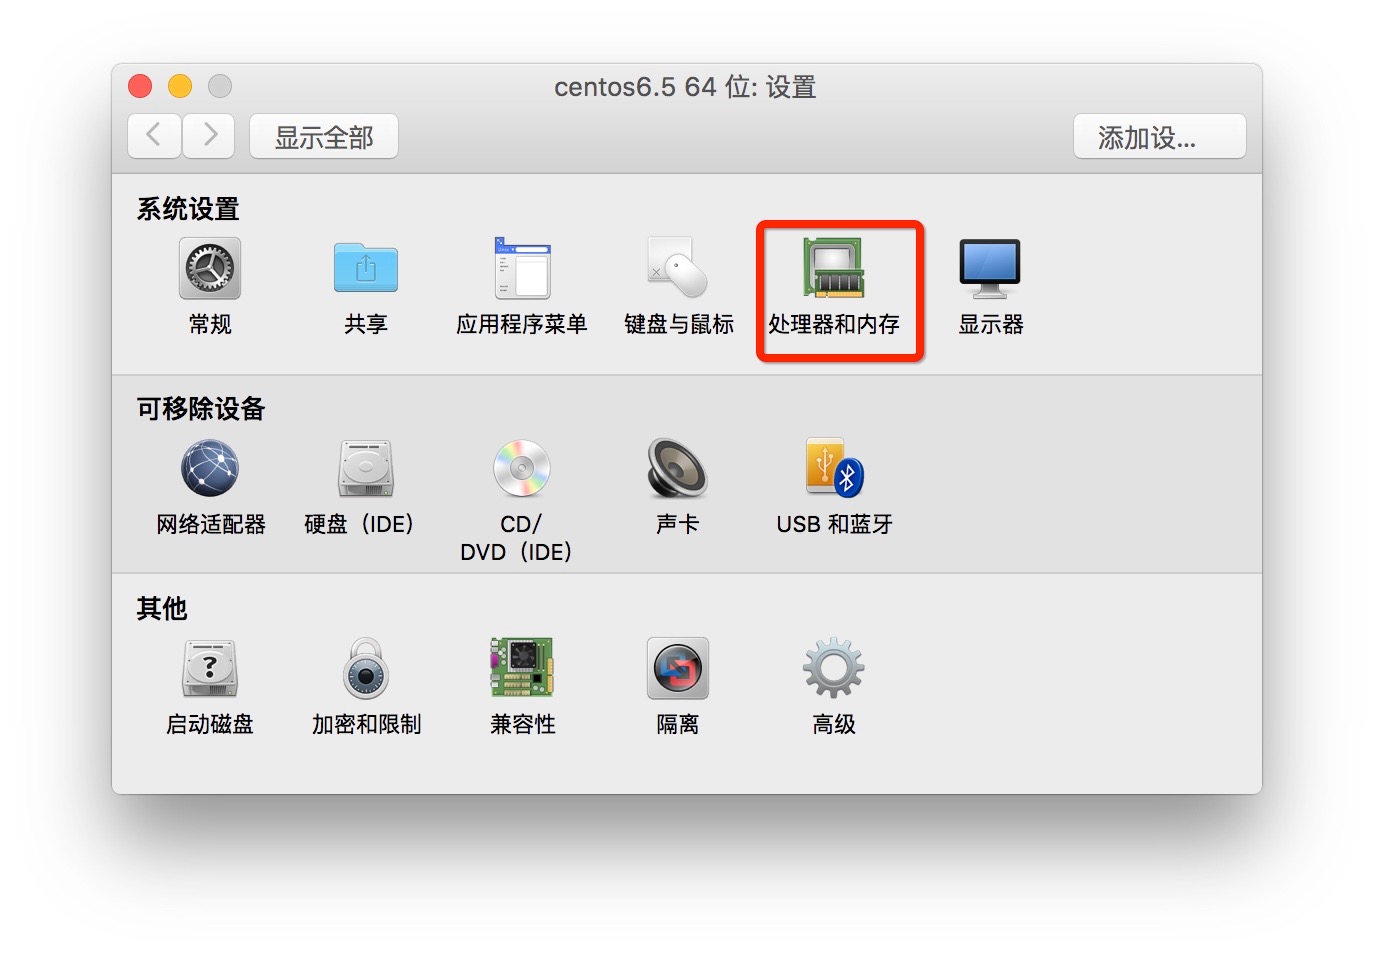 centos6.5 64 位: 设置
显示全部
添加设...
系统设置
常规
共享
应用程序菜单
键盘与鼠标
处理器和内存
显示器
可移除设备
网络适配器
硬盘（IDE）
CD/
DVD（IDE）
声卡
USB 和蓝牙
其他
启动磁盘
加密和限制
兼容性
隔离
高级